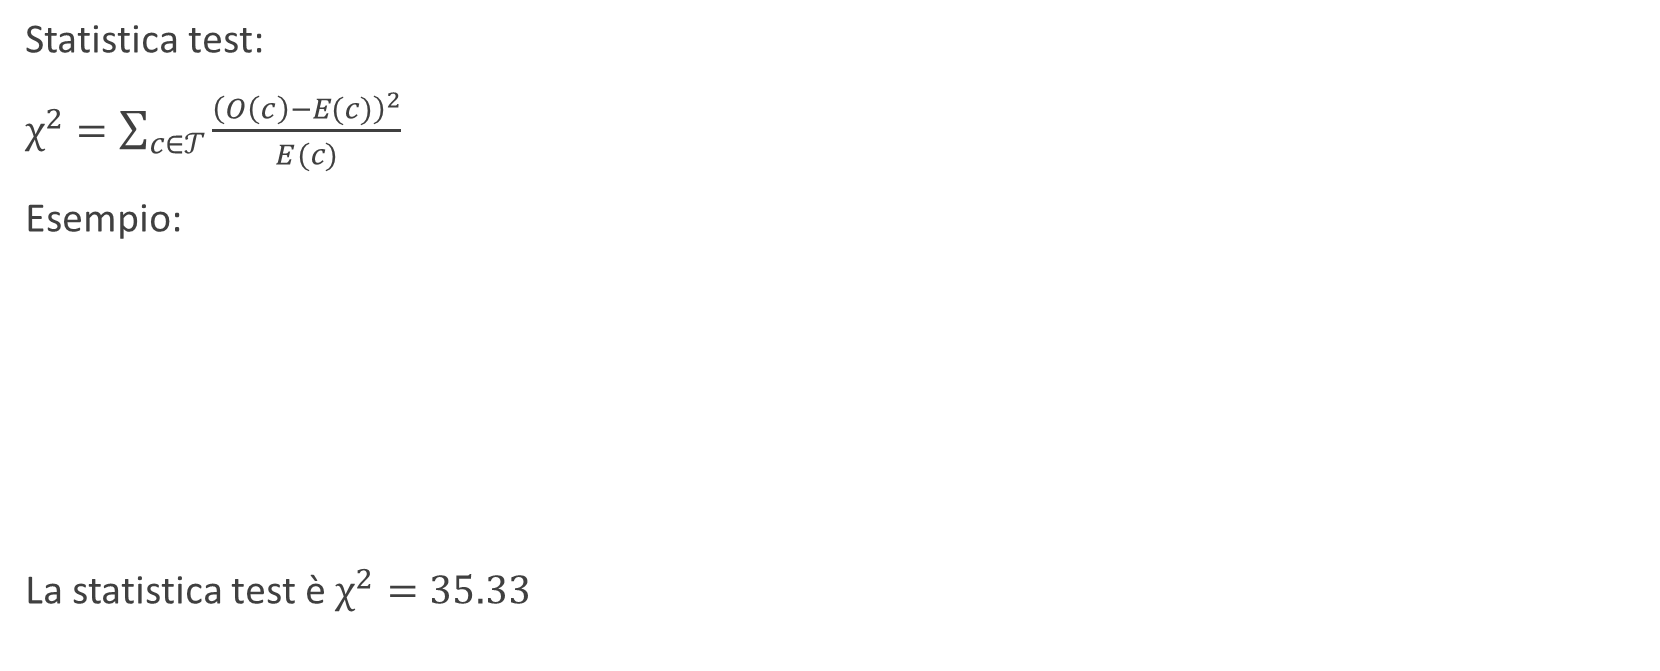 Statistica test:
χ² = ∑_{c∈𝒯} (O(c)−E(c))² / E(c)
Esempio:
La statistica test è χ² = 35.33